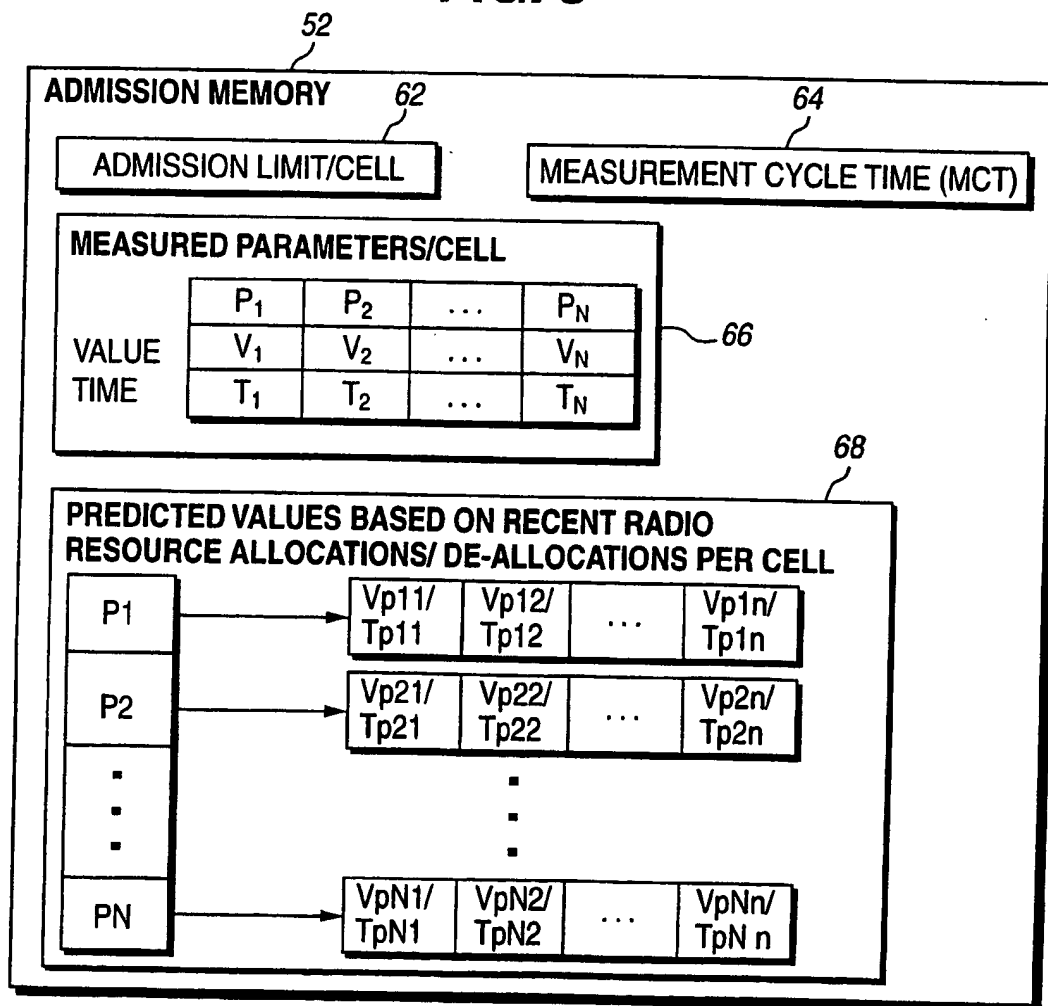 52
ADMISSION MEMORY
62
64
ADMISSION LIMIT/CELL
MEASUREMENT CYCLE TIME (MCT)
MEASURED PARAMETERS/CELL
P1 P2 ... PN
VALUE V1 V2 ... VN
TIME T1 T2 ... TN
66
68
PREDICTED VALUES BASED ON RECENT RADIO
RESOURCE ALLOCATIONS/ DE-ALLOCATIONS PER CELL
P1 Vp11/ Vp12/ ... Vp1n/
Tp11 Tp12 Tp1n
P2 Vp21/ Vp22/ ... Vp2n/
Tp21 Tp22 Tp2n
PN VpN1/ VpN2/ ... VpNn/
TpN1 TpN2 TpN n